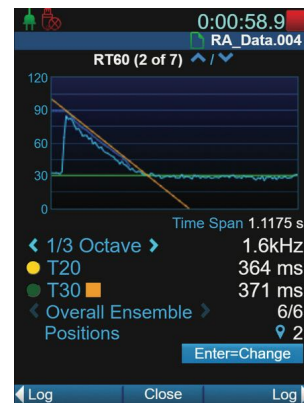 0:00:58.9
RA_Data.004
RT60 (2 of 7) /
120
90
60
30
0
Time Span 1.1175 s
1/3 Octave 1.6kHz
T20 364 ms
T30 371 ms
Overall Ensemble 6/6
Positions 2
Enter=Change
Log Close Log